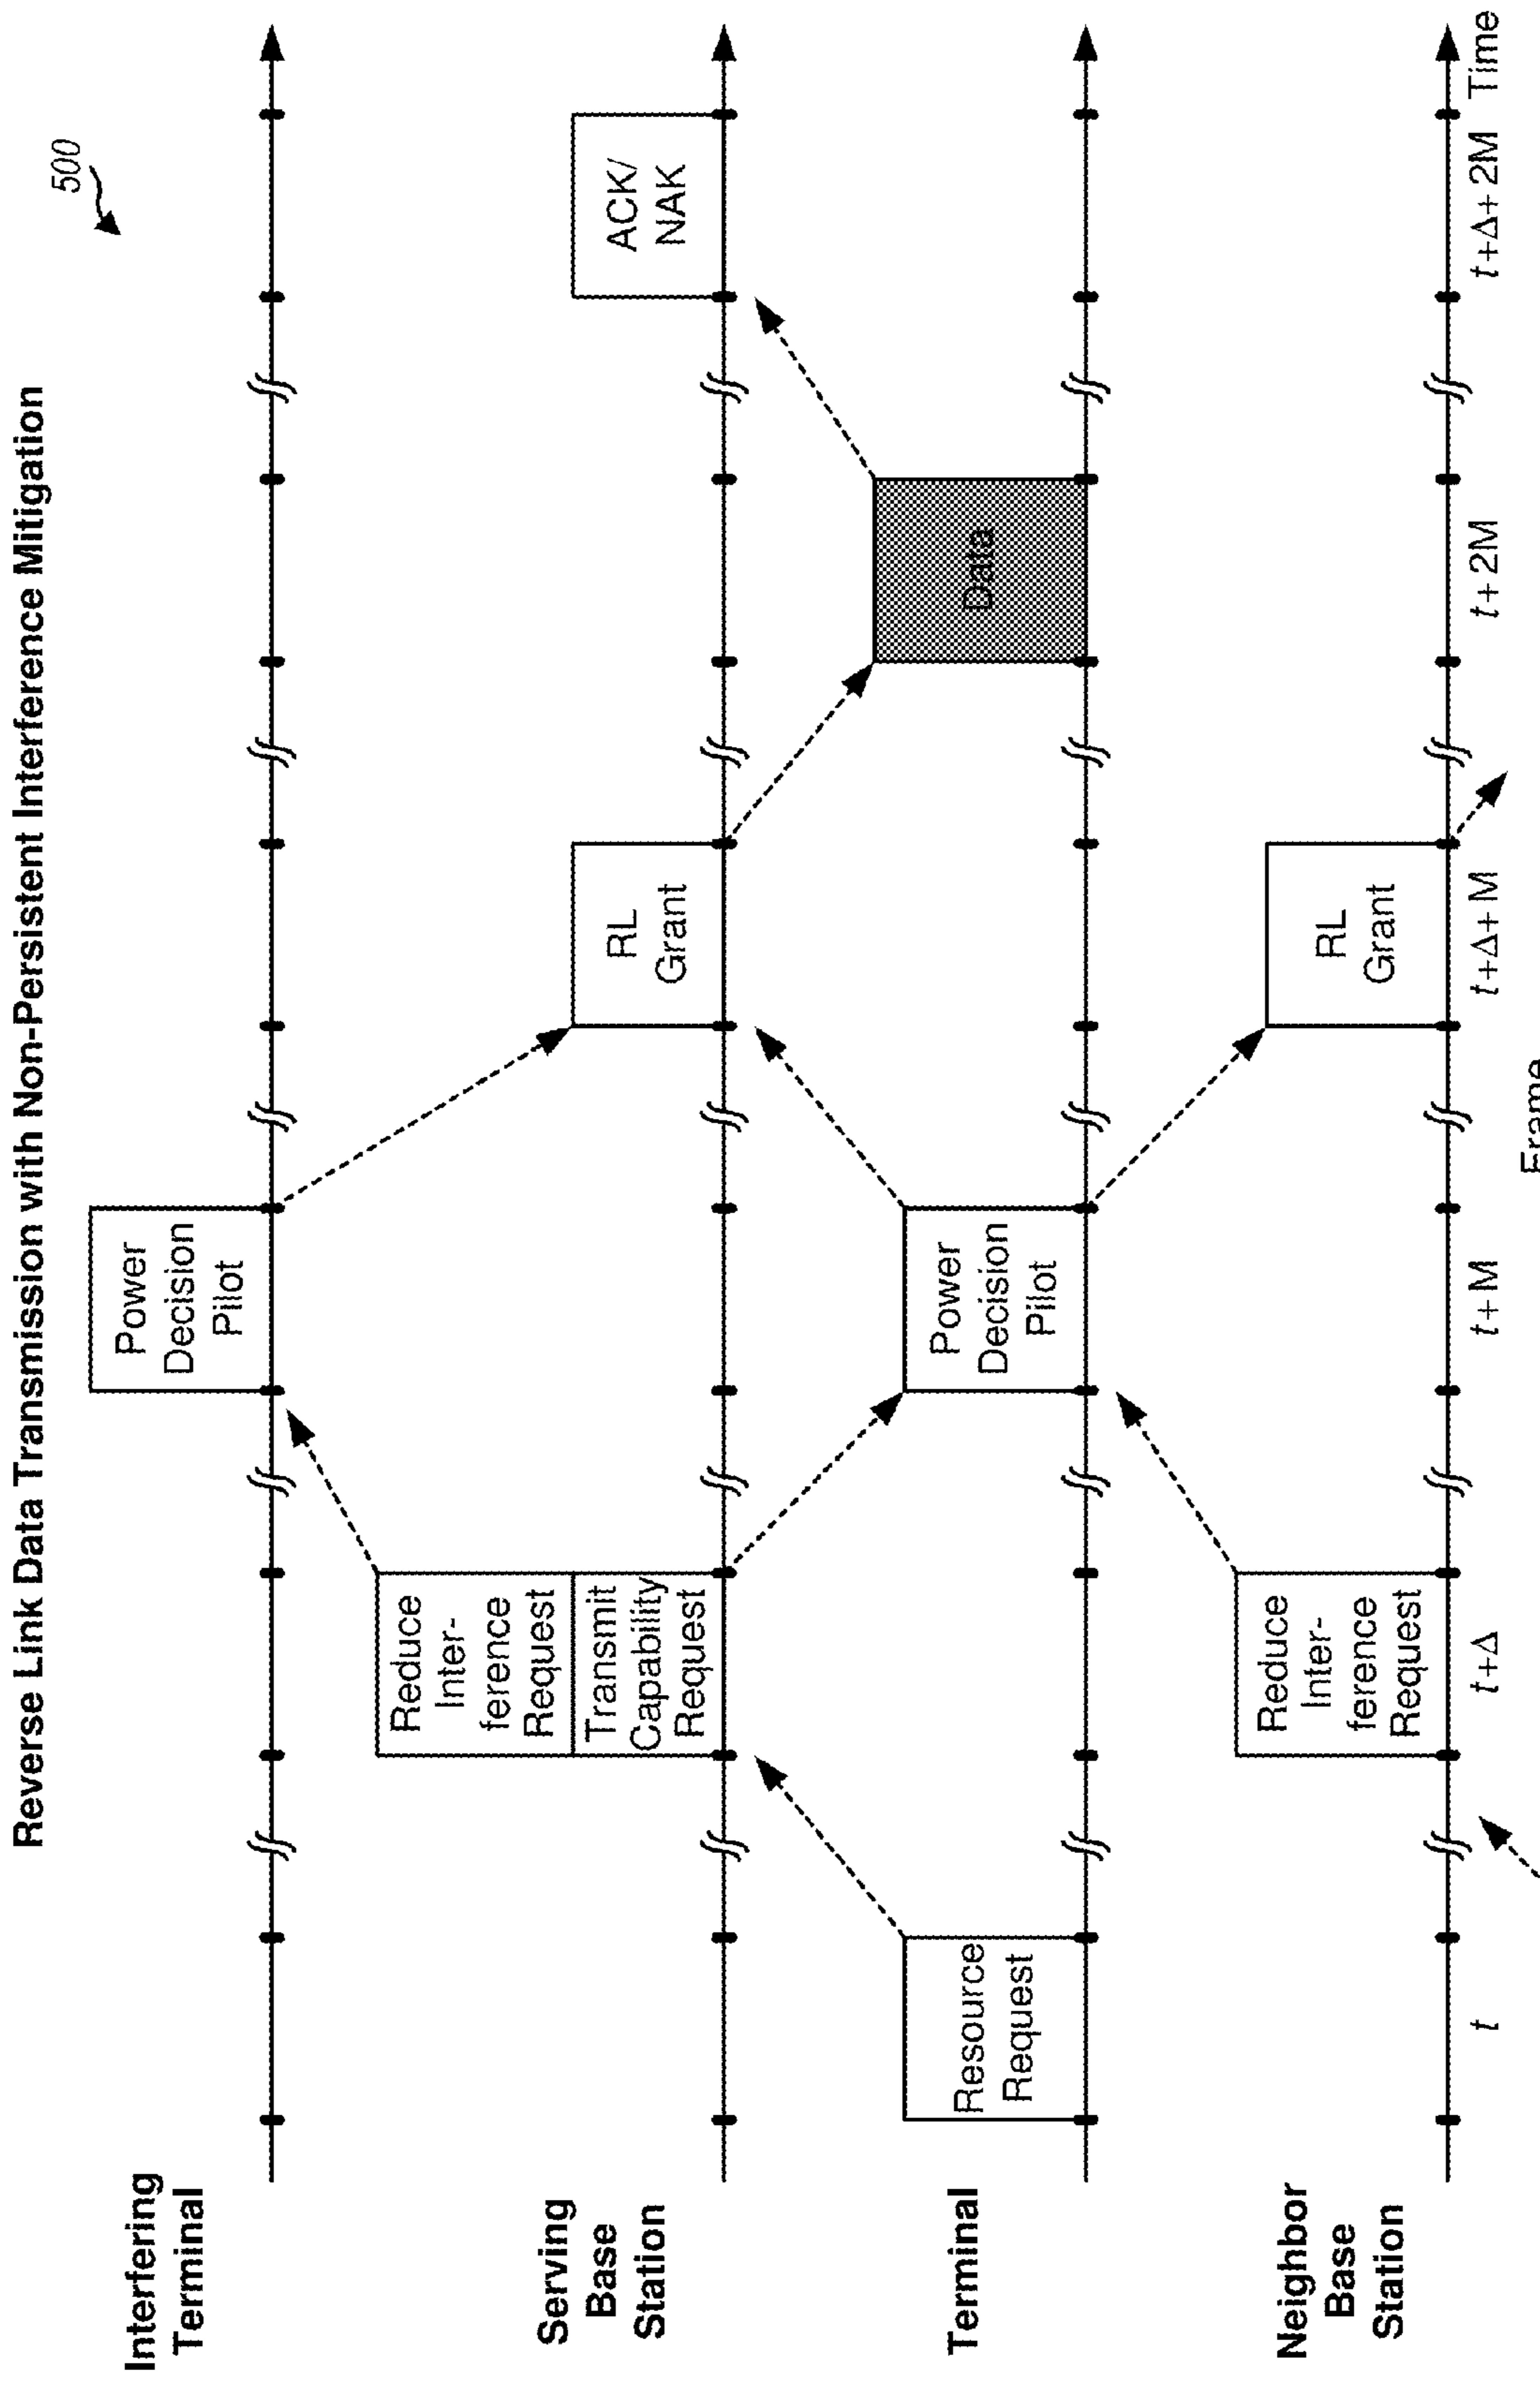 Reverse Link Data Transmission with Non-Persistent Interference Mitigation
500
Interfering
Terminal
Power
Decision
Pilot
Serving
Base
Station
Reduce
Inter-
ference
Request
Transmit
Capability
Request
RL
Grant
ACK/
NAK
Terminal
Resource
Request
Power
Decision
Pilot
Data
Neighbor
Base
Station
Reduce
Inter-
ference
Request
RL
Grant
t
t+Δ
t+M
t+Δ+M
t+2M
t+Δ+2M
Time
Frame